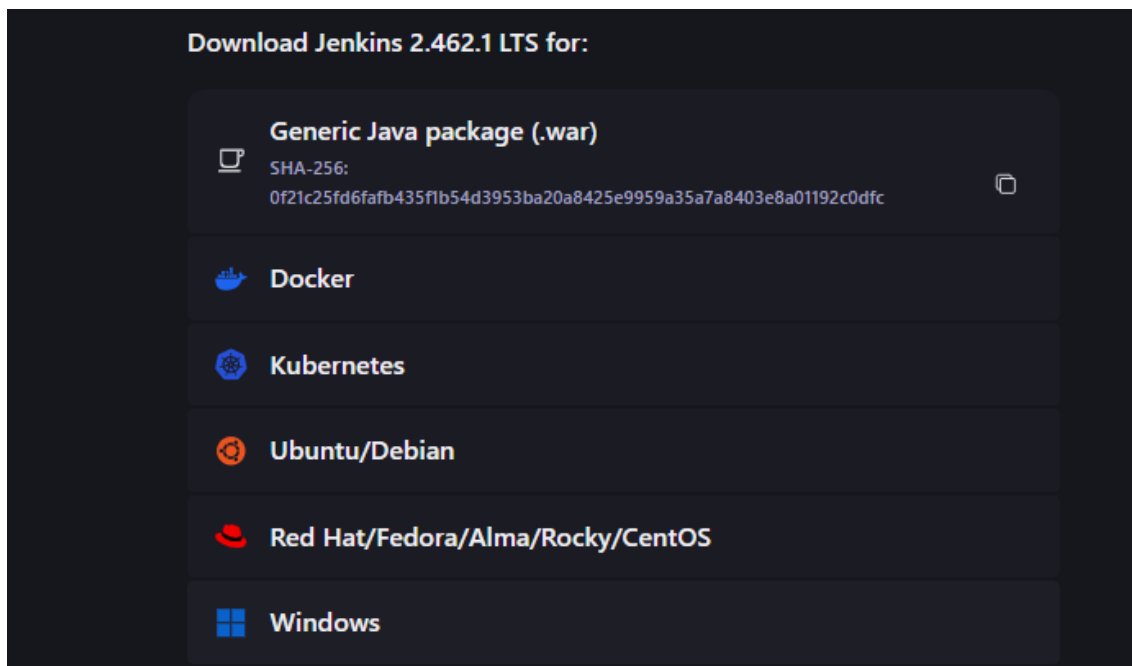 Download Jenkins 2.462.1 LTS for:
Generic Java package (.war)
SHA-256:
0f21c25fd6fafb435f1b54d3953ba20a8425e9959a35a7a8403e8a01192c0dfc
Docker
Kubernetes
Ubuntu/Debian
Red Hat/Fedora/Alma/Rocky/CentOS
Windows